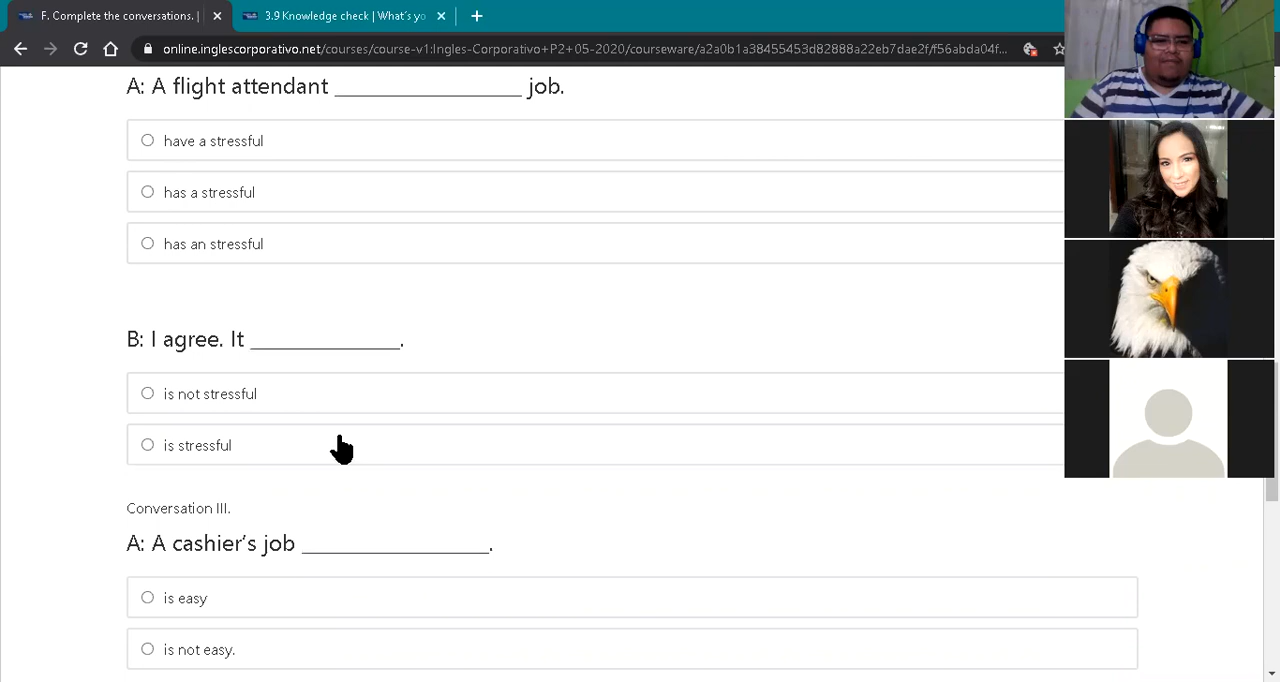 F. Complete the conversations. |
3.9 Knowledge check | What's yo
online.inglescorporativo.net/courses/course-v1:Ingles-Corporativo+P2+05-2020/courseware/a2a0b1a38455453d82888a22eb7dae2f/f56abda04f...
A: A flight attendant _________________ job.
have a stressful
has a stressful
has an stressful
B: I agree. It ______________.
is not stressful
is stressful
Conversation III.
A: A cashier's job _________________.
is easy
is not easy.